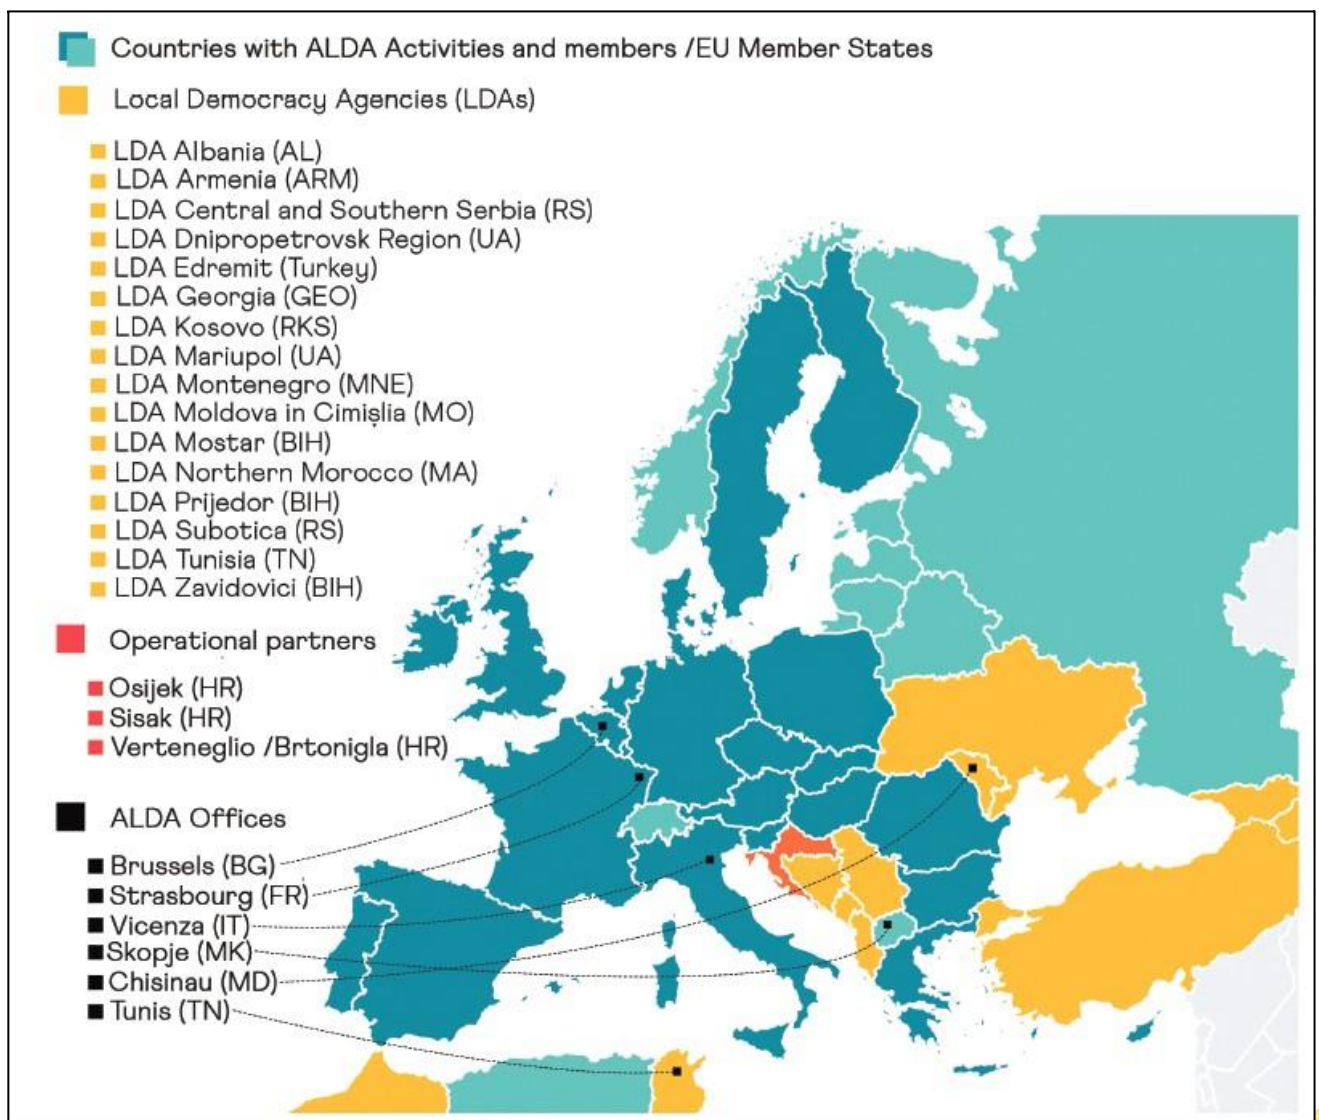 Countries with ALDA Activities and members /EU Member States
Local Democracy Agencies (LDAs)
LDA Albania (AL)
LDA Armenia (ARM)
LDA Central and Southern Serbia (RS)
LDA Dnipropetrovsk Region (UA)
LDA Edremit (Turkey)
LDA Georgia (GEO)
LDA Kosovo (RKS)
LDA Mariupol (UA)
LDA Montenegro (MNE)
LDA Moldova in Cimișlia (MO)
LDA Mostar (BIH)
LDA Northern Morocco (MA)
LDA Prijedor (BIH)
LDA Subotica (RS)
LDA Tunisia (TN)
LDA Zavidovici (BIH)
Operational partners
Osijek (HR)
Sisak (HR)
Verteneglio /Brtonigla (HR)
ALDA Offices
Brussels (BG)
Strasbourg (FR)
Vicenza (IT)
Skopje (MK)
Chisinau (MD)
Tunis (TN)